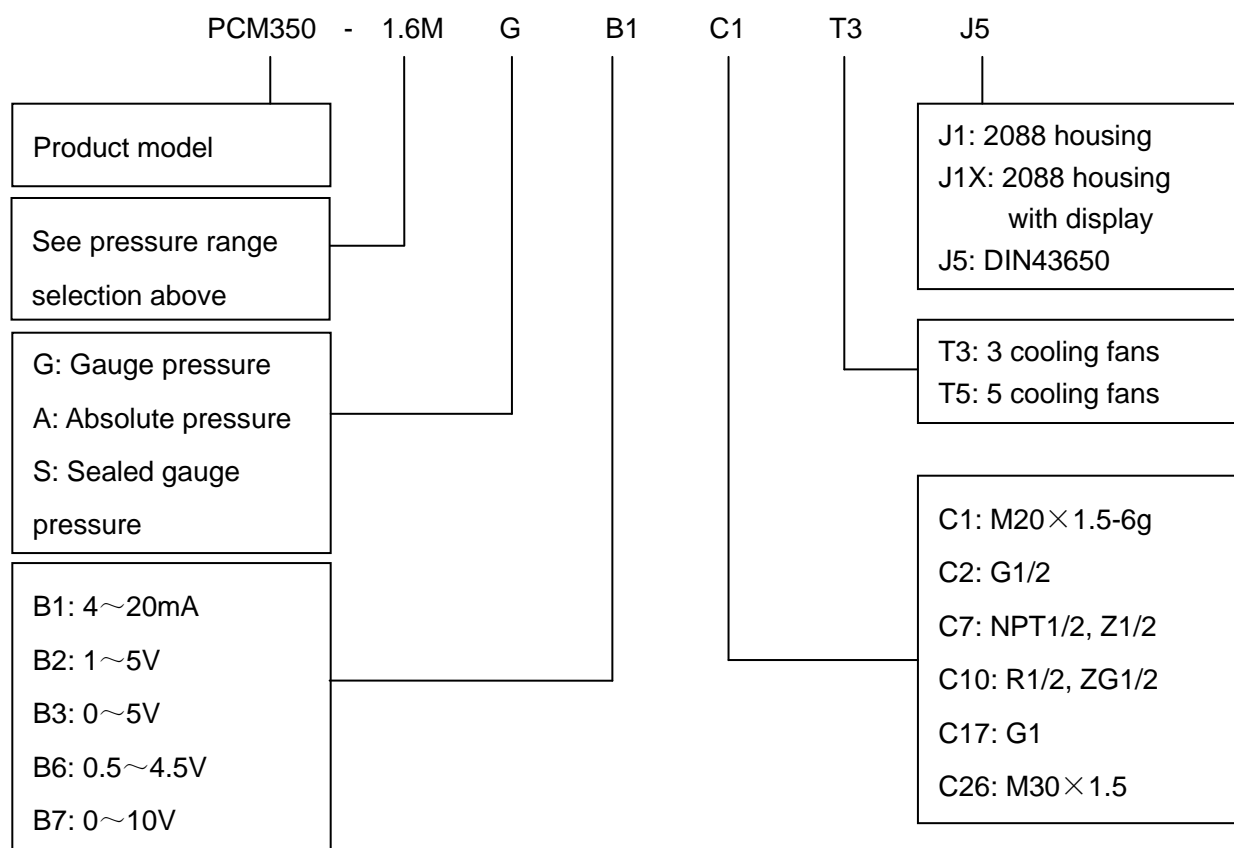 PCM350 - 1.6M G B1 C1 T3 J5
Product model
See pressure range
selection above
G: Gauge pressure
A: Absolute pressure
S: Sealed gauge
pressure
B1: 4～20mA
B2: 1～5V
B3: 0～5V
B6: 0.5～4.5V
B7: 0～10V
J1: 2088 housing
J1X: 2088 housing
with display
J5: DIN43650
T3: 3 cooling fans
T5: 5 cooling fans
C1: M20×1.5-6g
C2: G1/2
C7: NPT1/2, Z1/2
C10: R1/2, ZG1/2
C17: G1
C26: M30×1.5